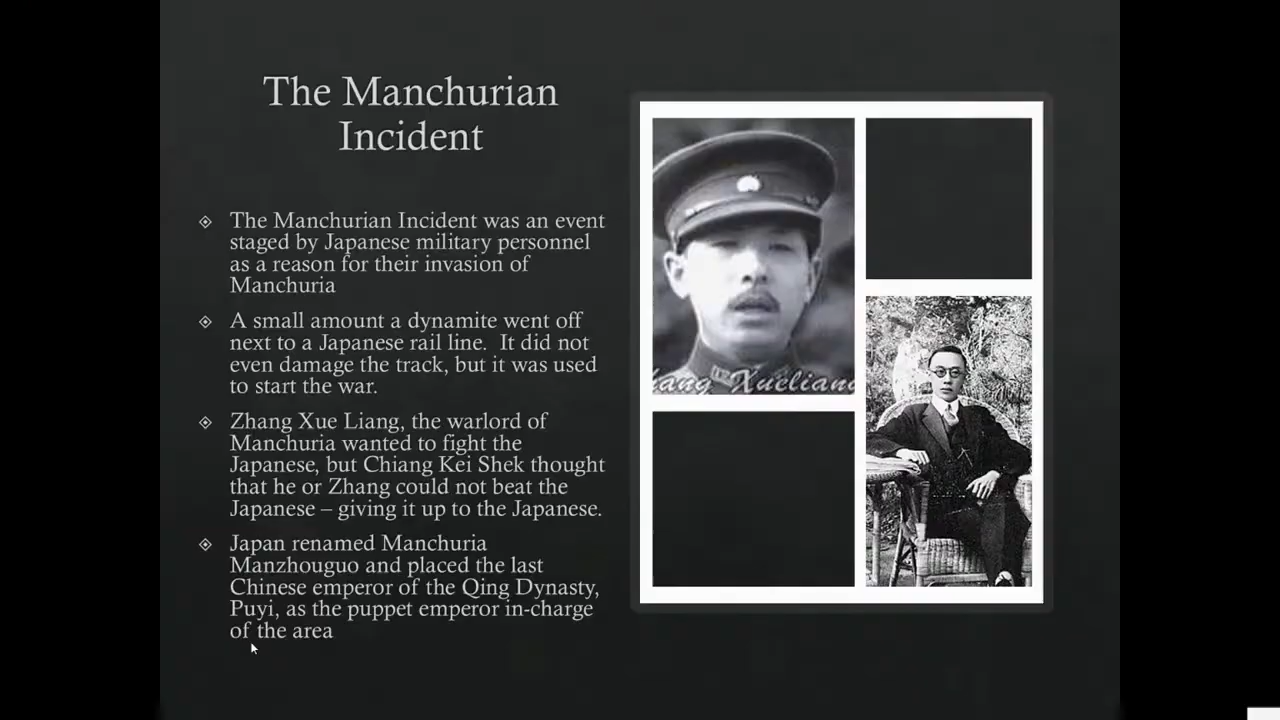 The Manchurian
Incident
The Manchurian Incident was an event
staged by Japanese military personnel
as a reason for their invasion of
Manchuria
A small amount a dynamite went off
next to a Japanese rail line. It did not
even damage the track, but it was used
to start the war.
Zhang Xue Liang, the warlord of
Manchuria wanted to fight the
Japanese, but Chiang Kei Shek thought
that he or Zhang could not beat the
Japanese – giving it up to the Japanese.
Japan renamed Manchuria
Manzhouguo and placed the last
Chinese emperor of the Qing Dynasty,
Puyi, as the puppet emperor in-charge
of the area
hang Xueliang